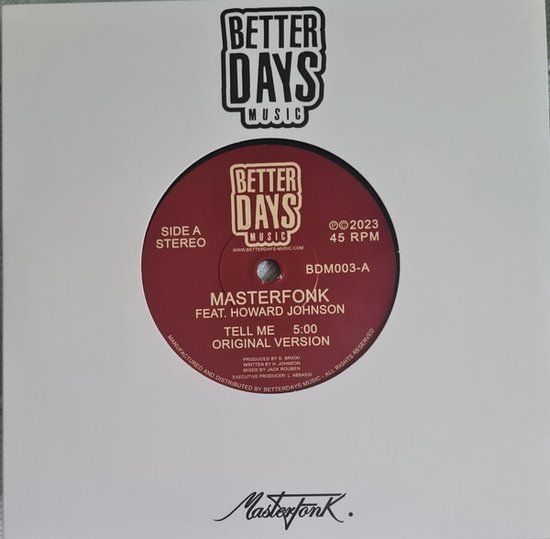 BETTER
DAYS
MUSIC
BETTER
DAYS
MUSIC
WWW.BETTERDAYS-MUSIC.COM
SIDE A
STEREO
℗©2023
45 RPM
BDM003-A
MASTERFONK
FEAT. HOWARD JOHNSON
TELL ME 5:00
ORIGINAL VERSION
PRODUCED BY S. BRAIKI
WRITTEN BY H. JOHNSON
MIXED BY JACK ROUBEN
EXECUTIVE PRODUCER: L. ABBASSI
MANUFACTURED AND DISTRIBUTED BY BETTERDAYS MUSIC , ALL RIGHTS RESERVED
Masterfonk.